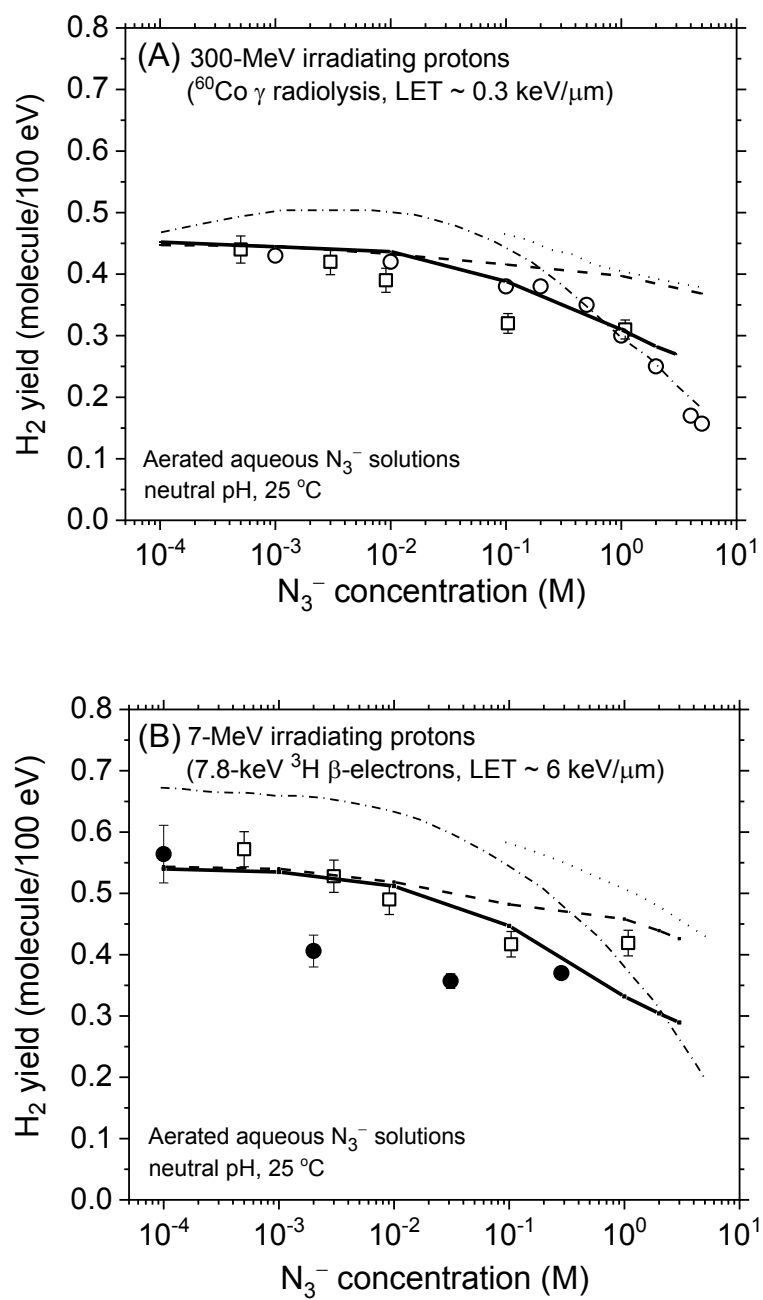 (A) 300-MeV irradiating protons
(⁶⁰Co γ radiolysis, LET ~ 0.3 keV/μm)
0.8
0.7
0.6
0.5
0.4
0.3
0.2
0.1
0.0
H₂ yield (molecule/100 eV)
Aerated aqueous N₃⁻ solutions
neutral pH, 25 °C
10⁻⁴ 10⁻³ 10⁻² 10⁻¹ 10⁰ 10¹
N₃⁻ concentration (M)
(B) 7-MeV irradiating protons
(7.8-keV ³H β-electrons, LET ~ 6 keV/μm)
0.8
0.7
0.6
0.5
0.4
0.3
0.2
0.1
0.0
H₂ yield (molecule/100 eV)
Aerated aqueous N₃⁻ solutions
neutral pH, 25 °C
10⁻⁴ 10⁻³ 10⁻² 10⁻¹ 10⁰ 10¹
N₃⁻ concentration (M)